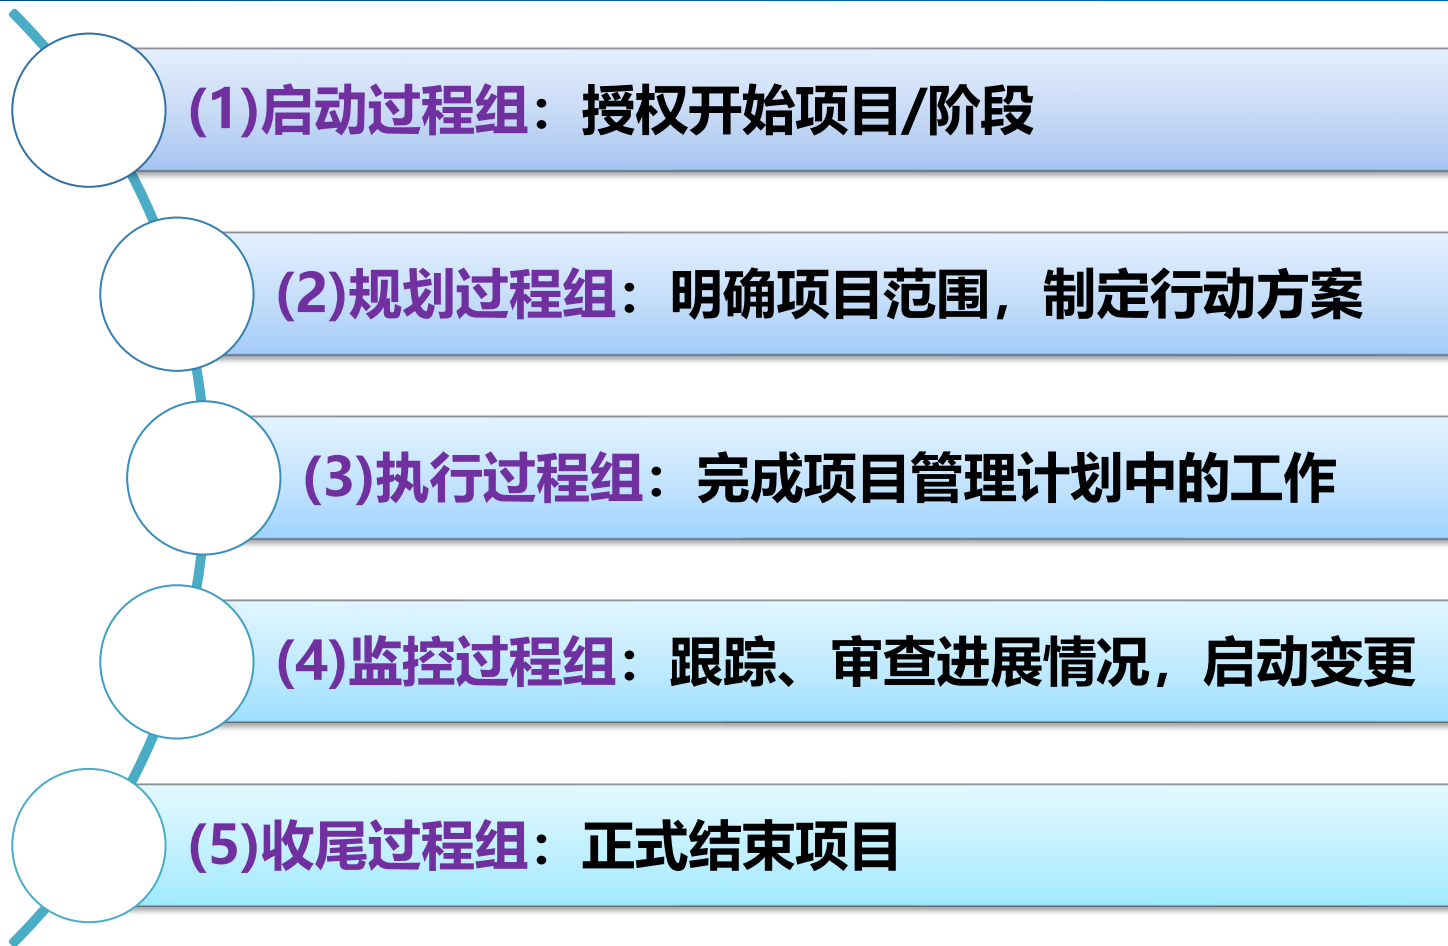 (1)启动过程组：授权开始项目/阶段
(2)规划过程组：明确项目范围，制定行动方案
(3)执行过程组：完成项目管理计划中的工作
(4)监控过程组：跟踪、审查进展情况，启动变更
(5)收尾过程组：正式结束项目